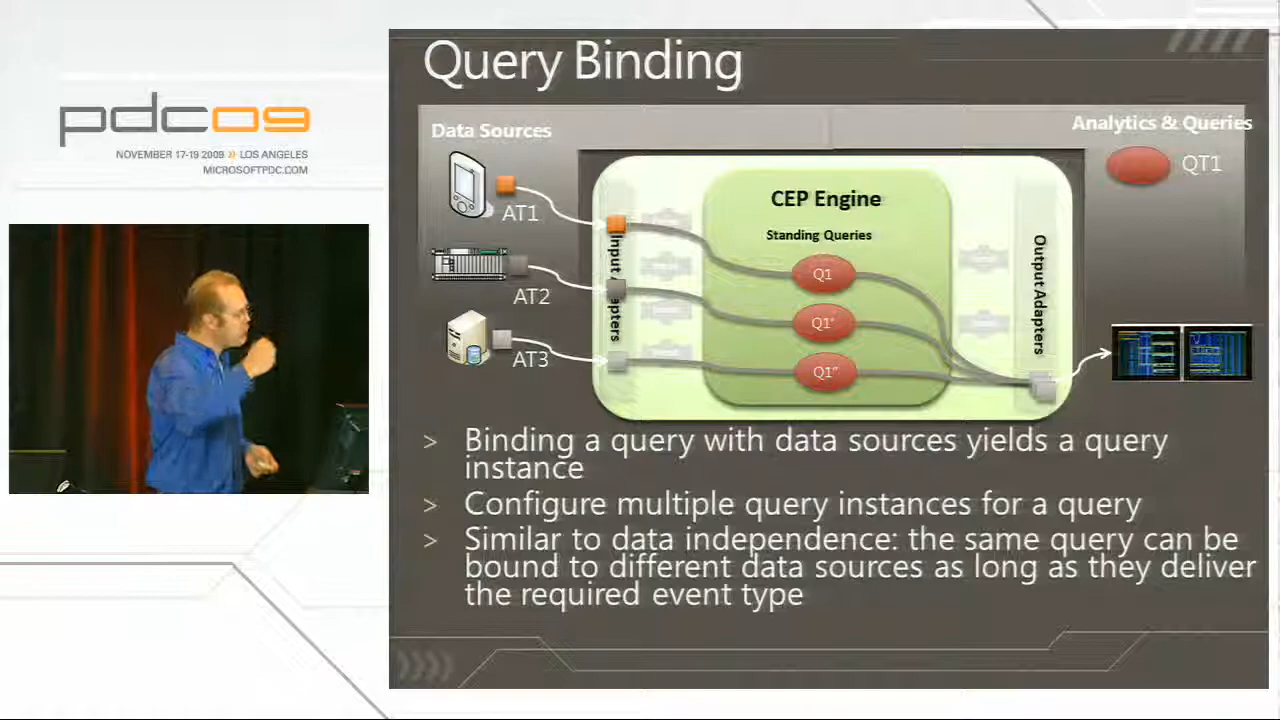 pdc09
NOVEMBER 17-19 2009 » LOS ANGELES
MICROSOFTPDC.COM
Query Binding
Data Sources
Analytics & Queries
QT1
AT1
AT2
AT3
Input Adapters
CEP Engine
Standing Queries
Q1
Q1'
Q1"
Output Adapters
> Binding a query with data sources yields a query
instance
> Configure multiple query instances for a query
> Similar to data independence: the same query can be
bound to different data sources as long as they deliver
the required event type